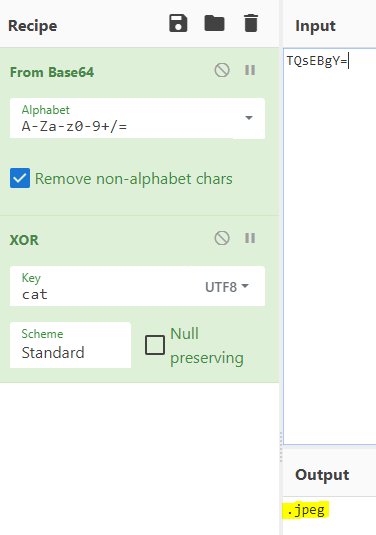 Recipe
From Base64
Alphabet
A-Za-z0-9+/=
Remove non-alphabet chars
XOR
Key
cat
UTF8
Scheme
Standard
Null
preserving
Input
TQsEBgY=
Output
.jpeg